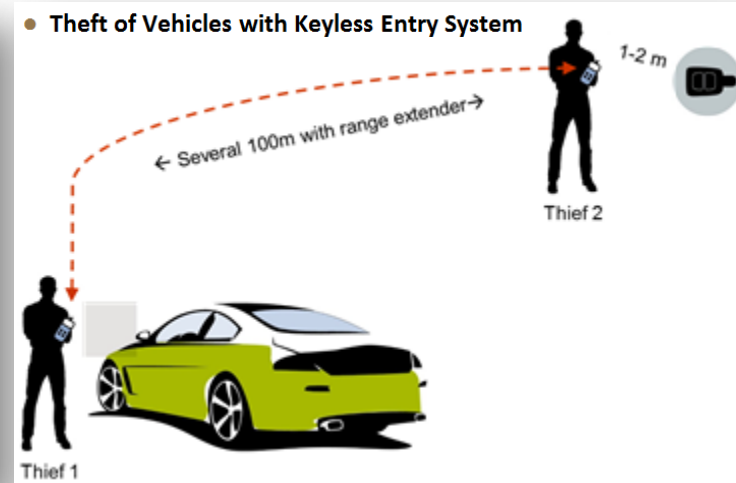 Theft of Vehicles with Keyless Entry System
1-2 m
← Several 100m with range extender→
Thief 2
Thief 1